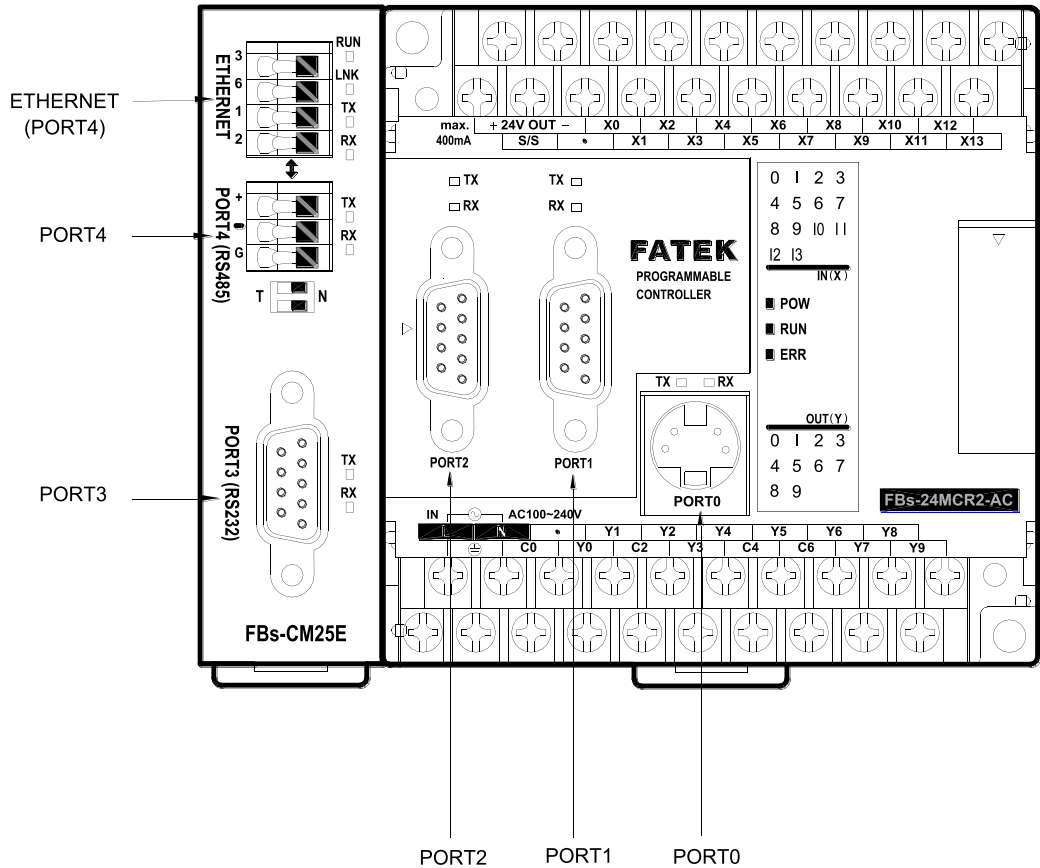 ETHERNET
(PORT4)
PORT4
PORT3
ETHERNET
3
6
1
2
RUN
LNK
TX
RX
PORT4 (RS485)
+
G
TX
RX
T N
PORT3 (RS232)
TX
RX
FBs-CM25E
max. + 24V OUT − X0 X2 X4 X6 X8 X10 X12
400mA S/S • X1 X3 X5 X7 X9 X11 X13
TX
RX
TX
RX
PORT2
PORT1
FATEK
PROGRAMMABLE
CONTROLLER
TX RX
PORT0
0 1 2 3
4 5 6 7
8 9 10 11
12 13
IN(X)
POW
RUN
ERR
OUT(Y)
0 1 2 3
4 5 6 7
8 9
FBs-24MCR2-AC
IN AC100~240V
L N • Y1 Y2 Y4 Y5 Y6 Y8
C0 Y0 C2 Y3 C4 C6 Y7 Y9
PORT2
PORT1
PORT0